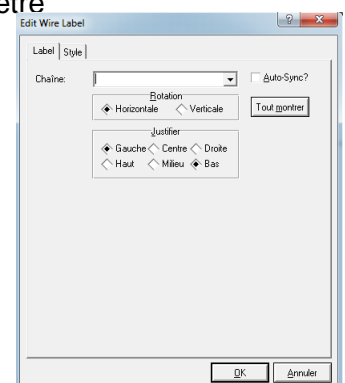 être
Edit Wire Label
Label Style
Chaîne: Auto-Sync?
Rotation
Horizontale Verticale Tout montrer
Justifier
Gauche Centre Droite
Haut Milieu Bas
OK Annuler